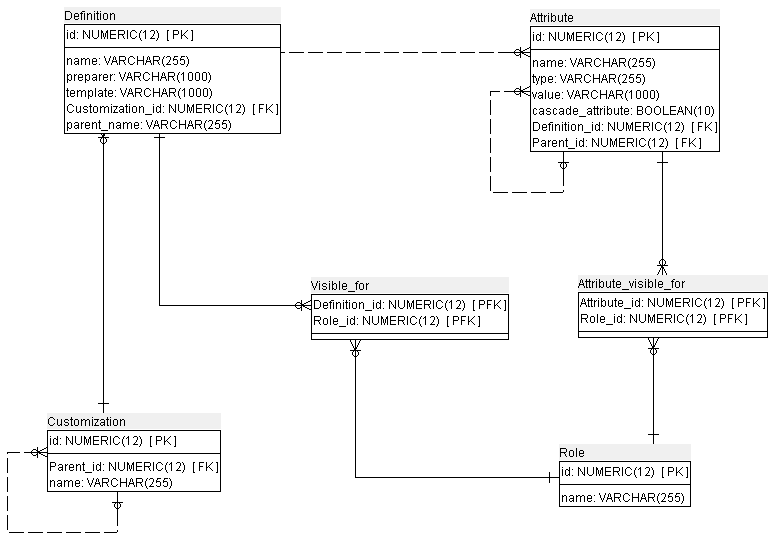 Definition
id: NUMERIC(12) [PK]
name: VARCHAR(255)
preparer: VARCHAR(1000)
template: VARCHAR(1000)
Customization_id: NUMERIC(12) [FK]
parent_name: VARCHAR(255)
Attribute
id: NUMERIC(12) [PK]
name: VARCHAR(255)
type: VARCHAR(255)
value: VARCHAR(1000)
cascade_attribute: BOOLEAN(10)
Definition_id: NUMERIC(12) [FK]
Parent_id: NUMERIC(12) [FK]
Visible_for
Definition_id: NUMERIC(12) [PFK]
Role_id: NUMERIC(12) [PFK]
Attribute_visible_for
Attribute_id: NUMERIC(12) [PFK]
Role_id: NUMERIC(12) [PFK]
Customization
id: NUMERIC(12) [PK]
Parent_id: NUMERIC(12) [FK]
name: VARCHAR(255)
Role
id: NUMERIC(12) [PK]
name: VARCHAR(255)